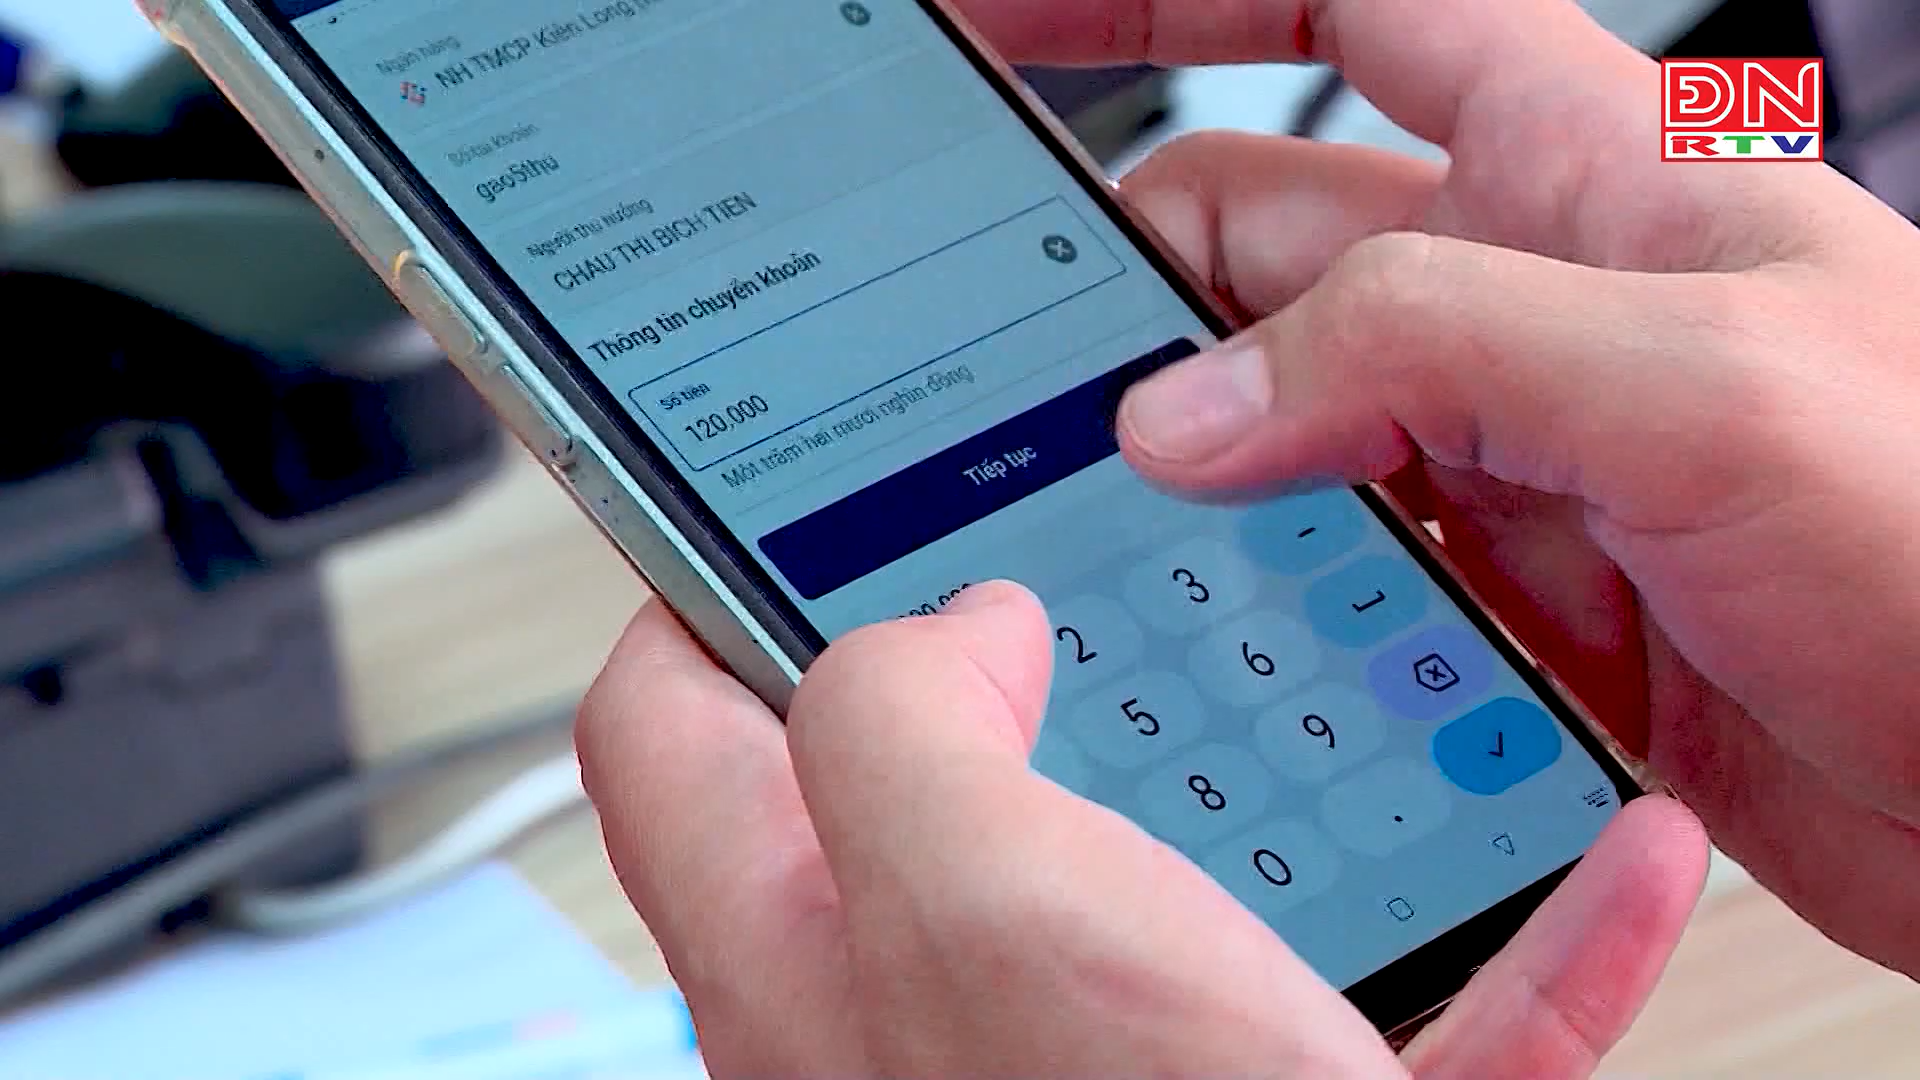 ĐN
RTV
Ngân hàng
NH TMCP Kiên Long
Số tài khoản
gao5thu
Người thụ hưởng
CHAU THI BICH TIEN
Thông tin chuyển khoản
Số tiền
120,000
Một trăm hai mươi nghìn đồng
Tiếp tục
2 3 -
5 6
8 9
0 .